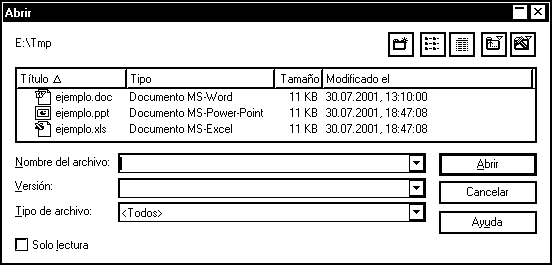 Abrir
E:\Tmp
Título Tipo Tamaño Modificado el
ejemplo.doc Documento MS-Word 11 KB 30.07.2001, 13:10:00
ejemplo.ppt Documento MS-Power-Point 11 KB 30.07.2001, 18:47:08
ejemplo.xls Documento MS-Excel 11 KB 30.07.2001, 18:47:08
Nombre del archivo: Abrir
Versión: Cancelar
Tipo de archivo: <Todos> Ayuda
Solo lectura